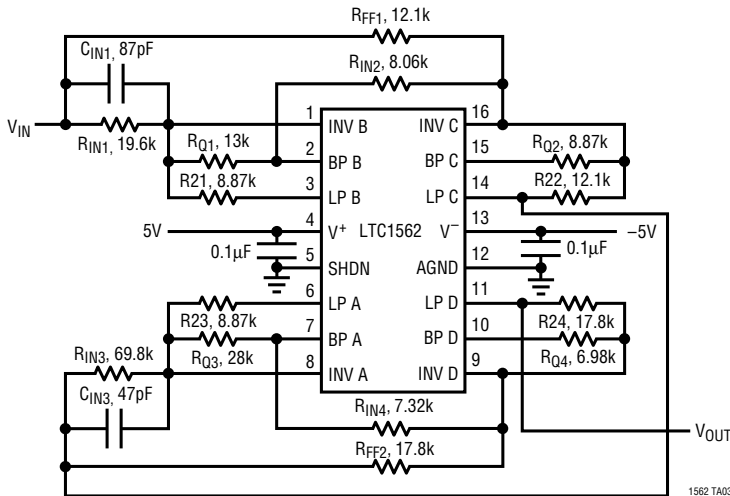 RFF1, 12.1k
CIN1, 87pF
RIN2, 8.06k
VIN
RIN1, 19.6k
1 INV B INV C 16
RQ1, 13k
2 BP B BP C 15
RQ2, 8.87k
R21, 8.87k
3 LP B LP C 14
R22, 12.1k
5V 4 V+ LTC1562 V− 13 –5V
0.1µF 0.1µF
5 SHDN AGND 12
6 LP A LP D 11
R23, 8.87k
R24, 17.8k
7 BP A BP D 10
RIN3, 69.8k
RQ3, 28k
RQ4, 6.98k
8 INV A INV D 9
CIN3, 47pF
RIN4, 7.32k
VOUT
RFF2, 17.8k
1562 TA03